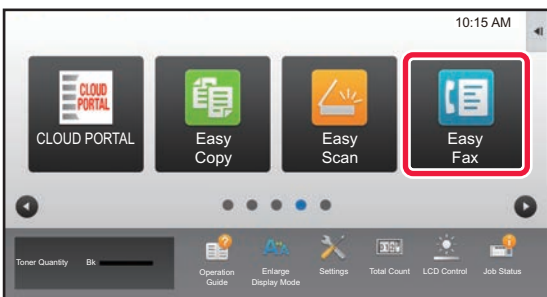 10:15 AM
CLOUD
PORTAL
CLOUD PORTAL
Easy
Copy
Easy
Scan
Easy
Fax
Toner Quantity Bk
Operation
Guide
Enlarge
Display Mode
Settings
Total Count
LCD Control
Job Status